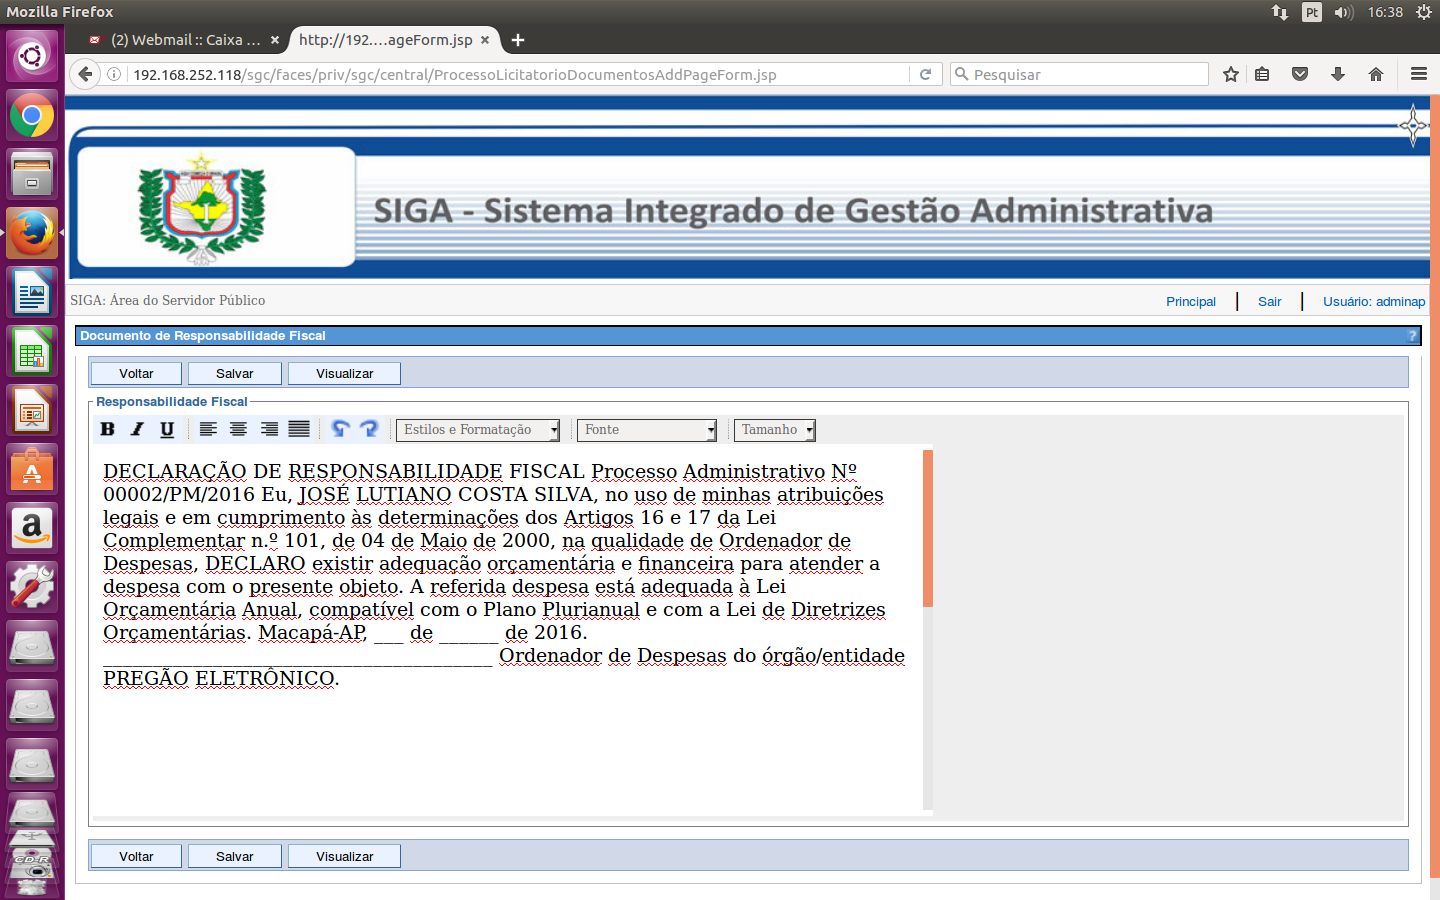 Mozilla Firefox
Pt
16:38
(2) Webmail :: Caixa ...
http://192....ageForm.jsp
192.168.252.118/sgc/faces/priv/sgc/central/ProcessoLicitatorioDocumentosAddPageForm.jsp
Pesquisar
SIGA - Sistema Integrado de Gestão Administrativa
SIGA: Área do Servidor Público
Principal
Sair
Usuário: adminap
Documento de Responsabilidade Fiscal
?
Voltar
Salvar
Visualizar
Responsabilidade Fiscal
B I U
Estilos e Formatação
Fonte
Tamanho
DECLARAÇÃO DE RESPONSABILIDADE FISCAL Processo Administrativo Nº
00002/PM/2016 Eu, JOSÉ LUTIANO COSTA SILVA, no uso de minhas atribuições
legais e em cumprimento às determinações dos Artigos 16 e 17 da Lei
Complementar n.º 101, de 04 de Maio de 2000, na qualidade de Ordenador de
Despesas, DECLARO existir adequação orçamentária e financeira para atender a
despesa com o presente objeto. A referida despesa está adequada à Lei
Orçamentária Anual, compatível com o Plano Plurianual e com a Lei de Diretrizes
Orçamentárias. Macapá-AP, ___ de ______ de 2016.
_______________________________________ Ordenador de Despesas do órgão/entidade
PREGÃO ELETRÔNICO.
Voltar
Salvar
Visualizar
CD-R